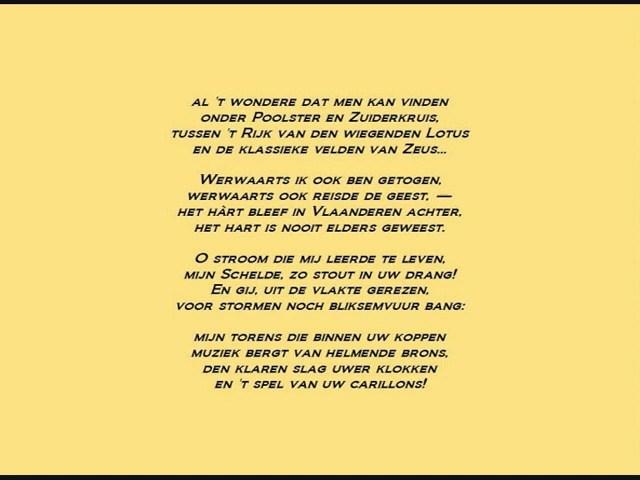 al 't wondere dat men kan vinden
onder Poolster en Zuiderkruis,
tussen 't Rijk van den wiegenden Lotus
en de klassieke velden van Zeus...
Werwaarts ik ook ben getogen,
werwaarts ook reisde de geest, —
het hàrt bleef in Vlaanderen achter,
het hart is nooit elders geweest.
O stroom die mij leerde te leven,
mijn Schelde, zo stout in uw drang!
En gij, uit de vlakte gerezen,
voor stormen noch bliksemvuur bang:
mijn torens die binnen uw koppen
muziek bergt van helmende brons,
den klaren slag uwer klokken
en 't spel van uw carillons!